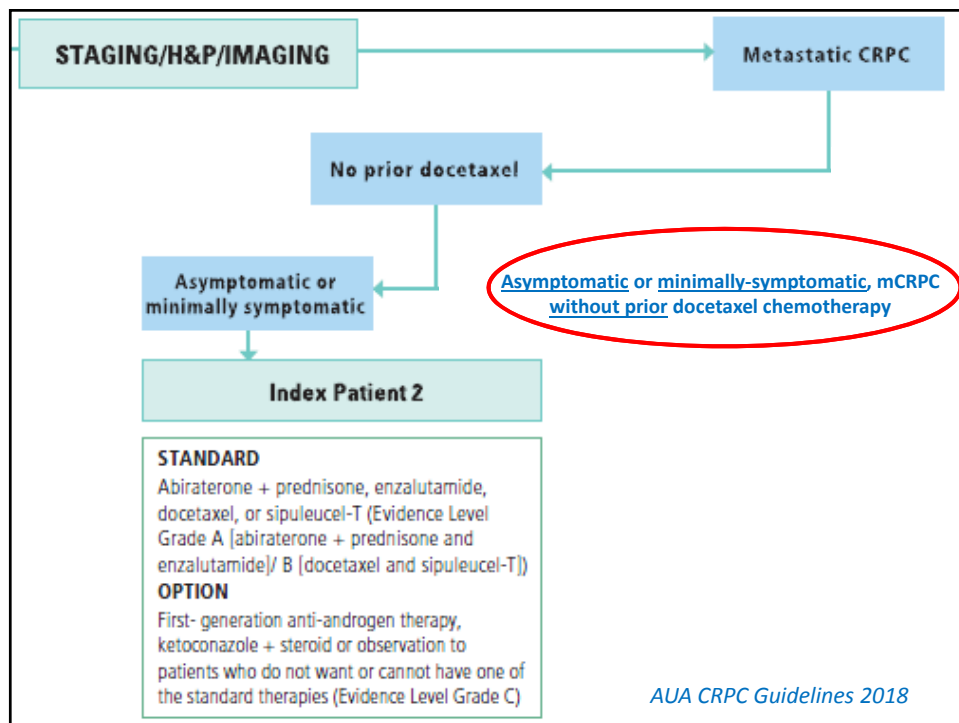 STAGING/H&P/IMAGING
Metastatic CRPC
No prior docetaxel
Asymptomatic or
minimally symptomatic
Asymptomatic or minimally-symptomatic, mCRPC
without prior docetaxel chemotherapy
Index Patient 2
STANDARD
Abiraterone + prednisone, enzalutamide,
docetaxel, or sipuleucel-T (Evidence Level
Grade A [abiraterone + prednisone and
enzalutamide]/ B [docetaxel and sipuleucel-T])
OPTION
First- generation anti-androgen therapy,
ketoconazole + steroid or observation to
patients who do not want or cannot have one of
the standard therapies (Evidence Level Grade C)
AUA CRPC Guidelines 2018